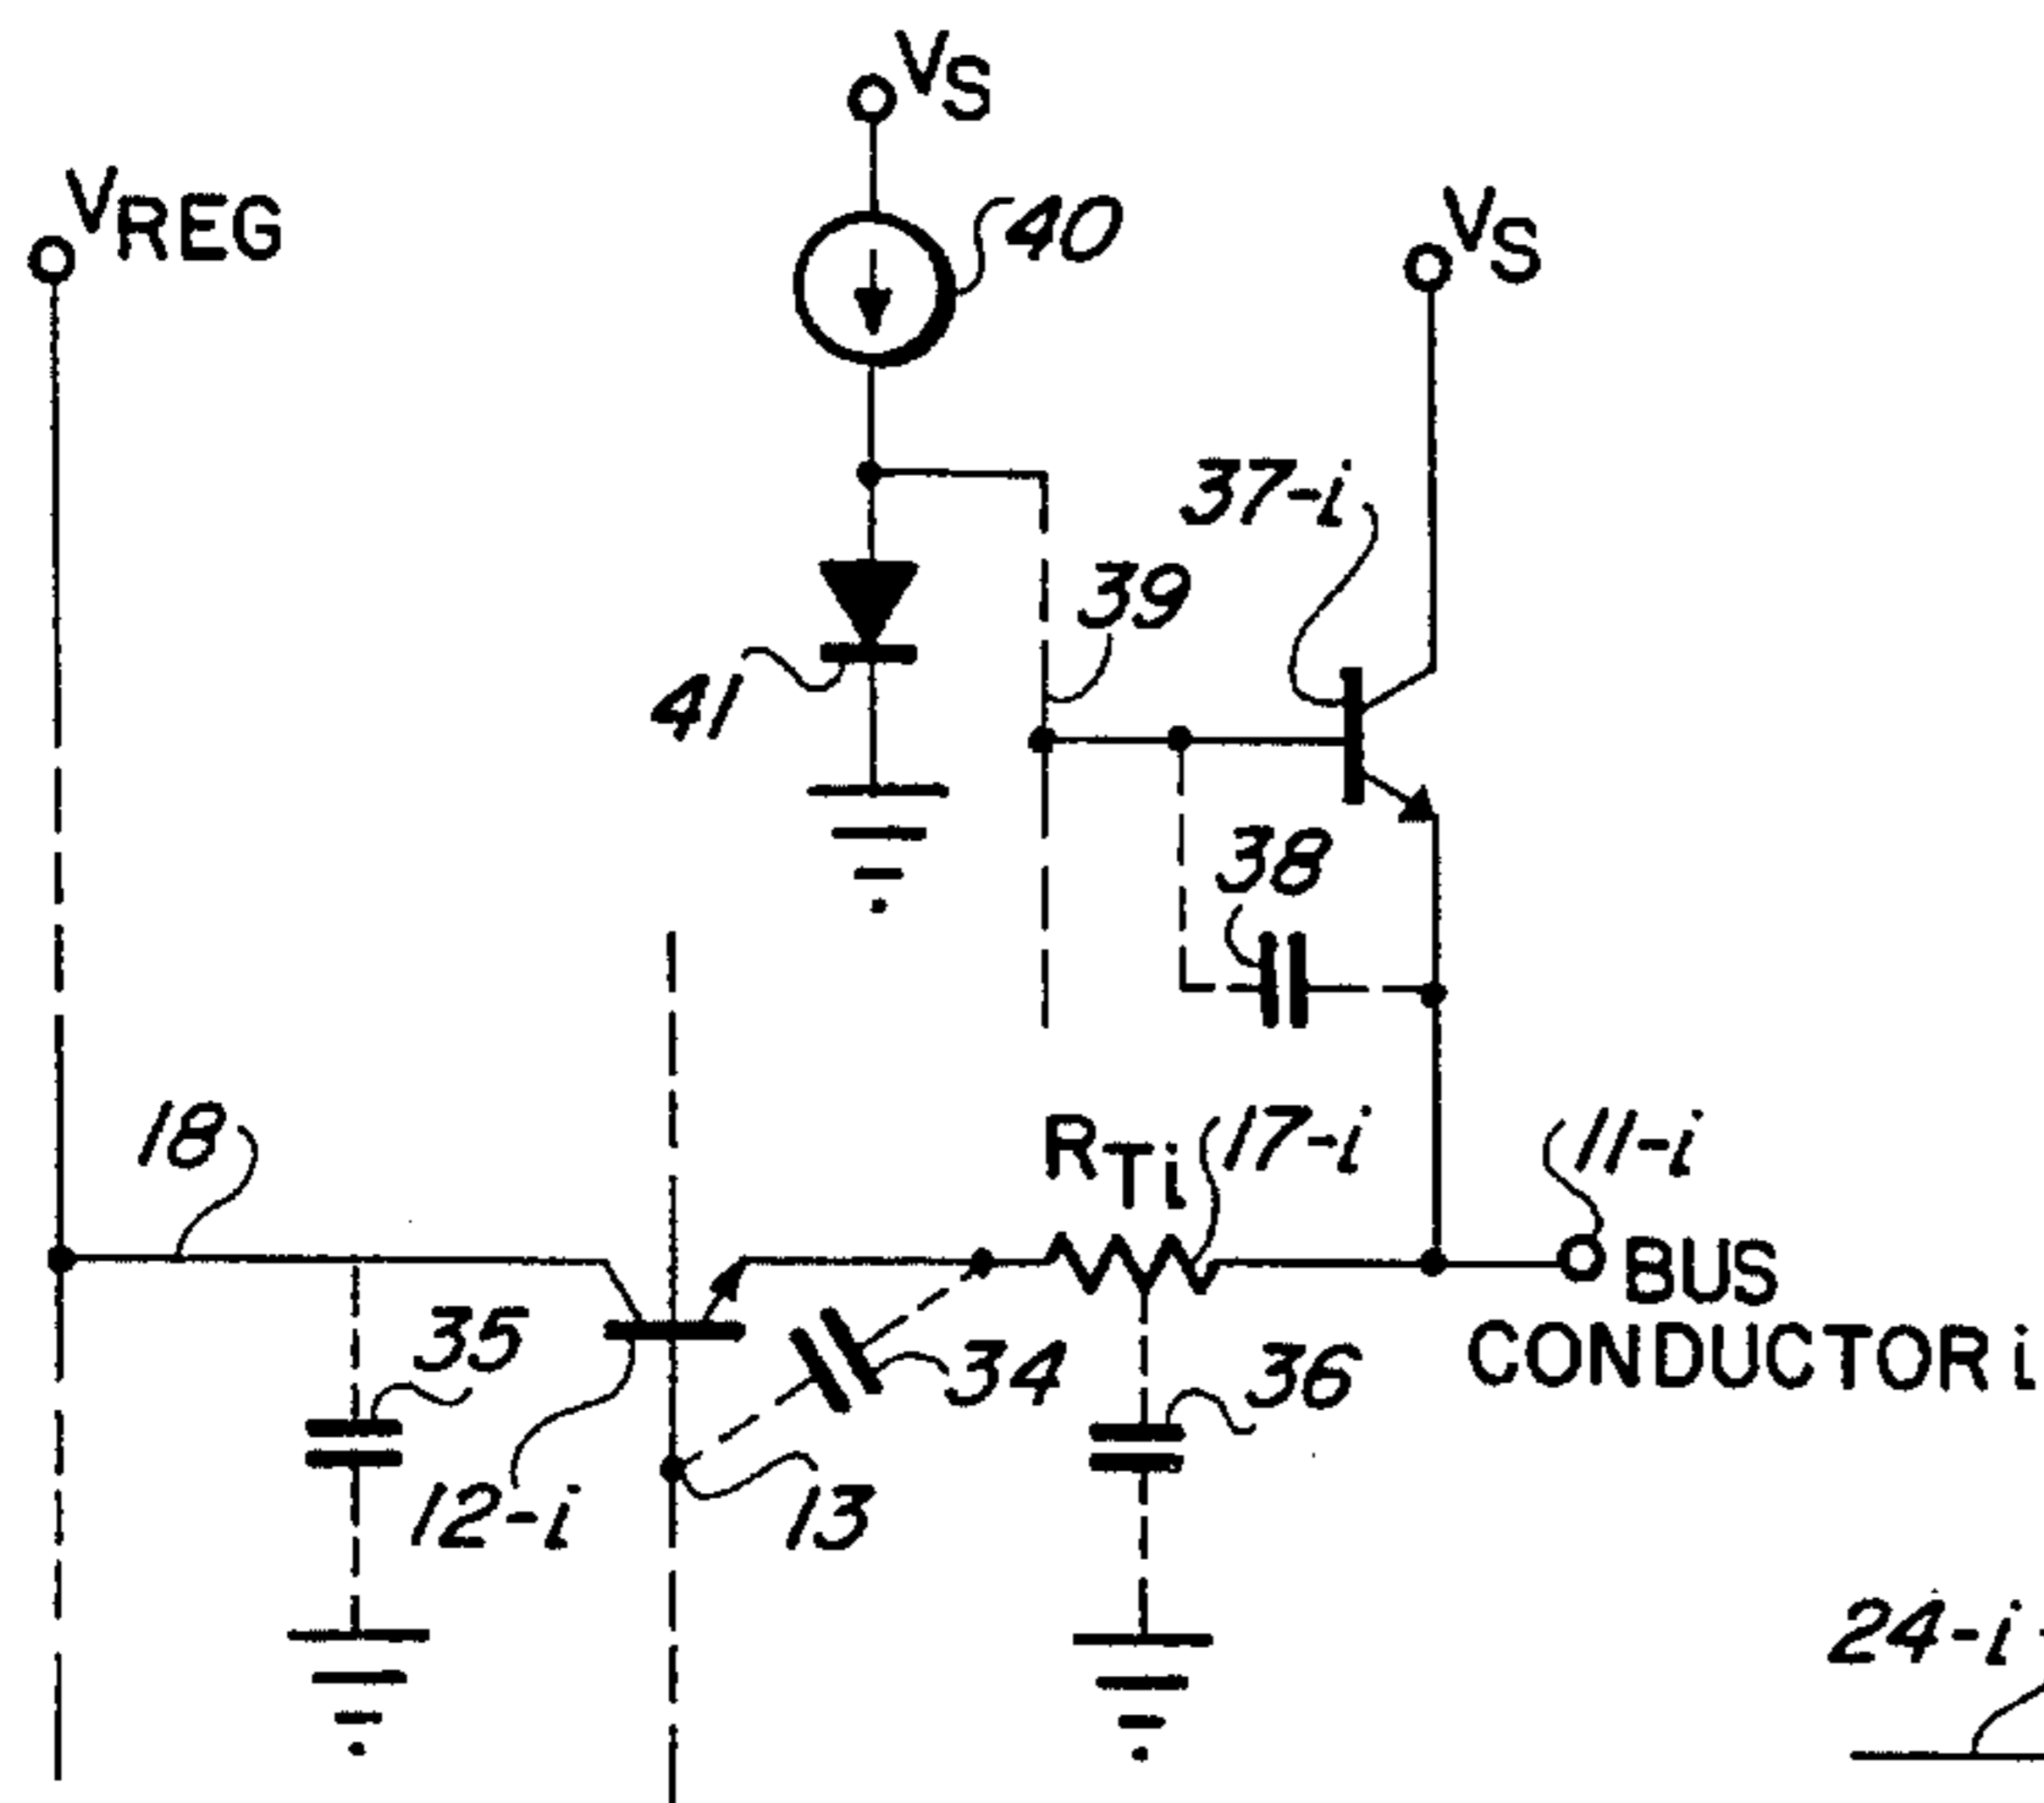 VS
VREG
40
VS
37-i
39
41
38
18
RTi
17-i
11-i
BUS
CONDUCTOR i
35
34
36
12-i
13
24-i